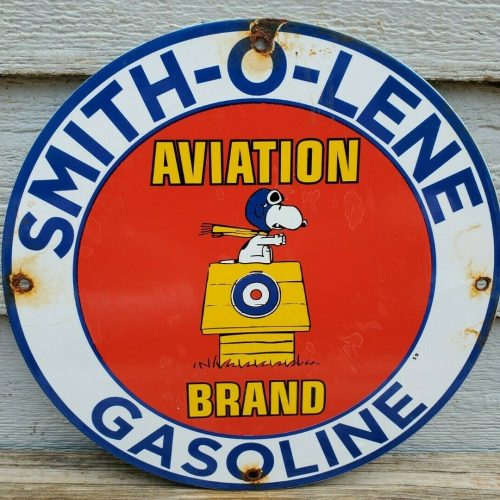 SMITH-O-LENE
AVIATION
BRAND
GASOLINE